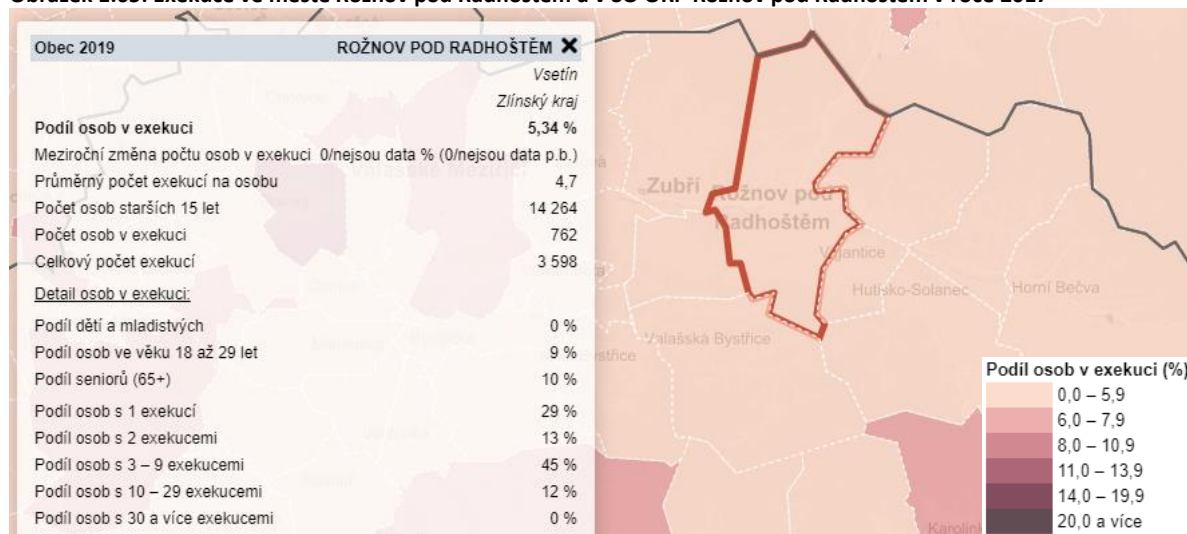 Obec 2019 ROŽNOV POD RADHOŠTĚM ✕
Vsetín
Zlínský kraj
Podíl osob v exekuci 5,34 %
Meziroční změna počtu osob v exekuci 0/nejsou data % (0/nejsou data p.b.)
Průměrný počet exekucí na osobu 4,7
Počet osob starších 15 let 14 264
Počet osob v exekuci 762
Celkový počet exekucí 3 598
Detail osob v exekuci:
Podíl dětí a mladistvých 0 %
Podíl osob ve věku 18 až 29 let 9 %
Podíl seniorů (65+) 10 %
Podíl osob s 1 exekucí 29 %
Podíl osob s 2 exekucemi 13 %
Podíl osob s 3 – 9 exekucemi 45 %
Podíl osob s 10 – 29 exekucemi 12 %
Podíl osob s 30 a více exekucemi 0 %
Valašské Meziříčí
Zubří
Rožnov pod
Radhoštěm
Vigantice
Hutisko-Solanec
Horní Bečva
Valašská Bystřice
Podíl osob v exekuci (%)
0,0 – 5,9
6,0 – 7,9
8,0 – 10,9
11,0 – 13,9
14,0 – 19,9
20,0 a více